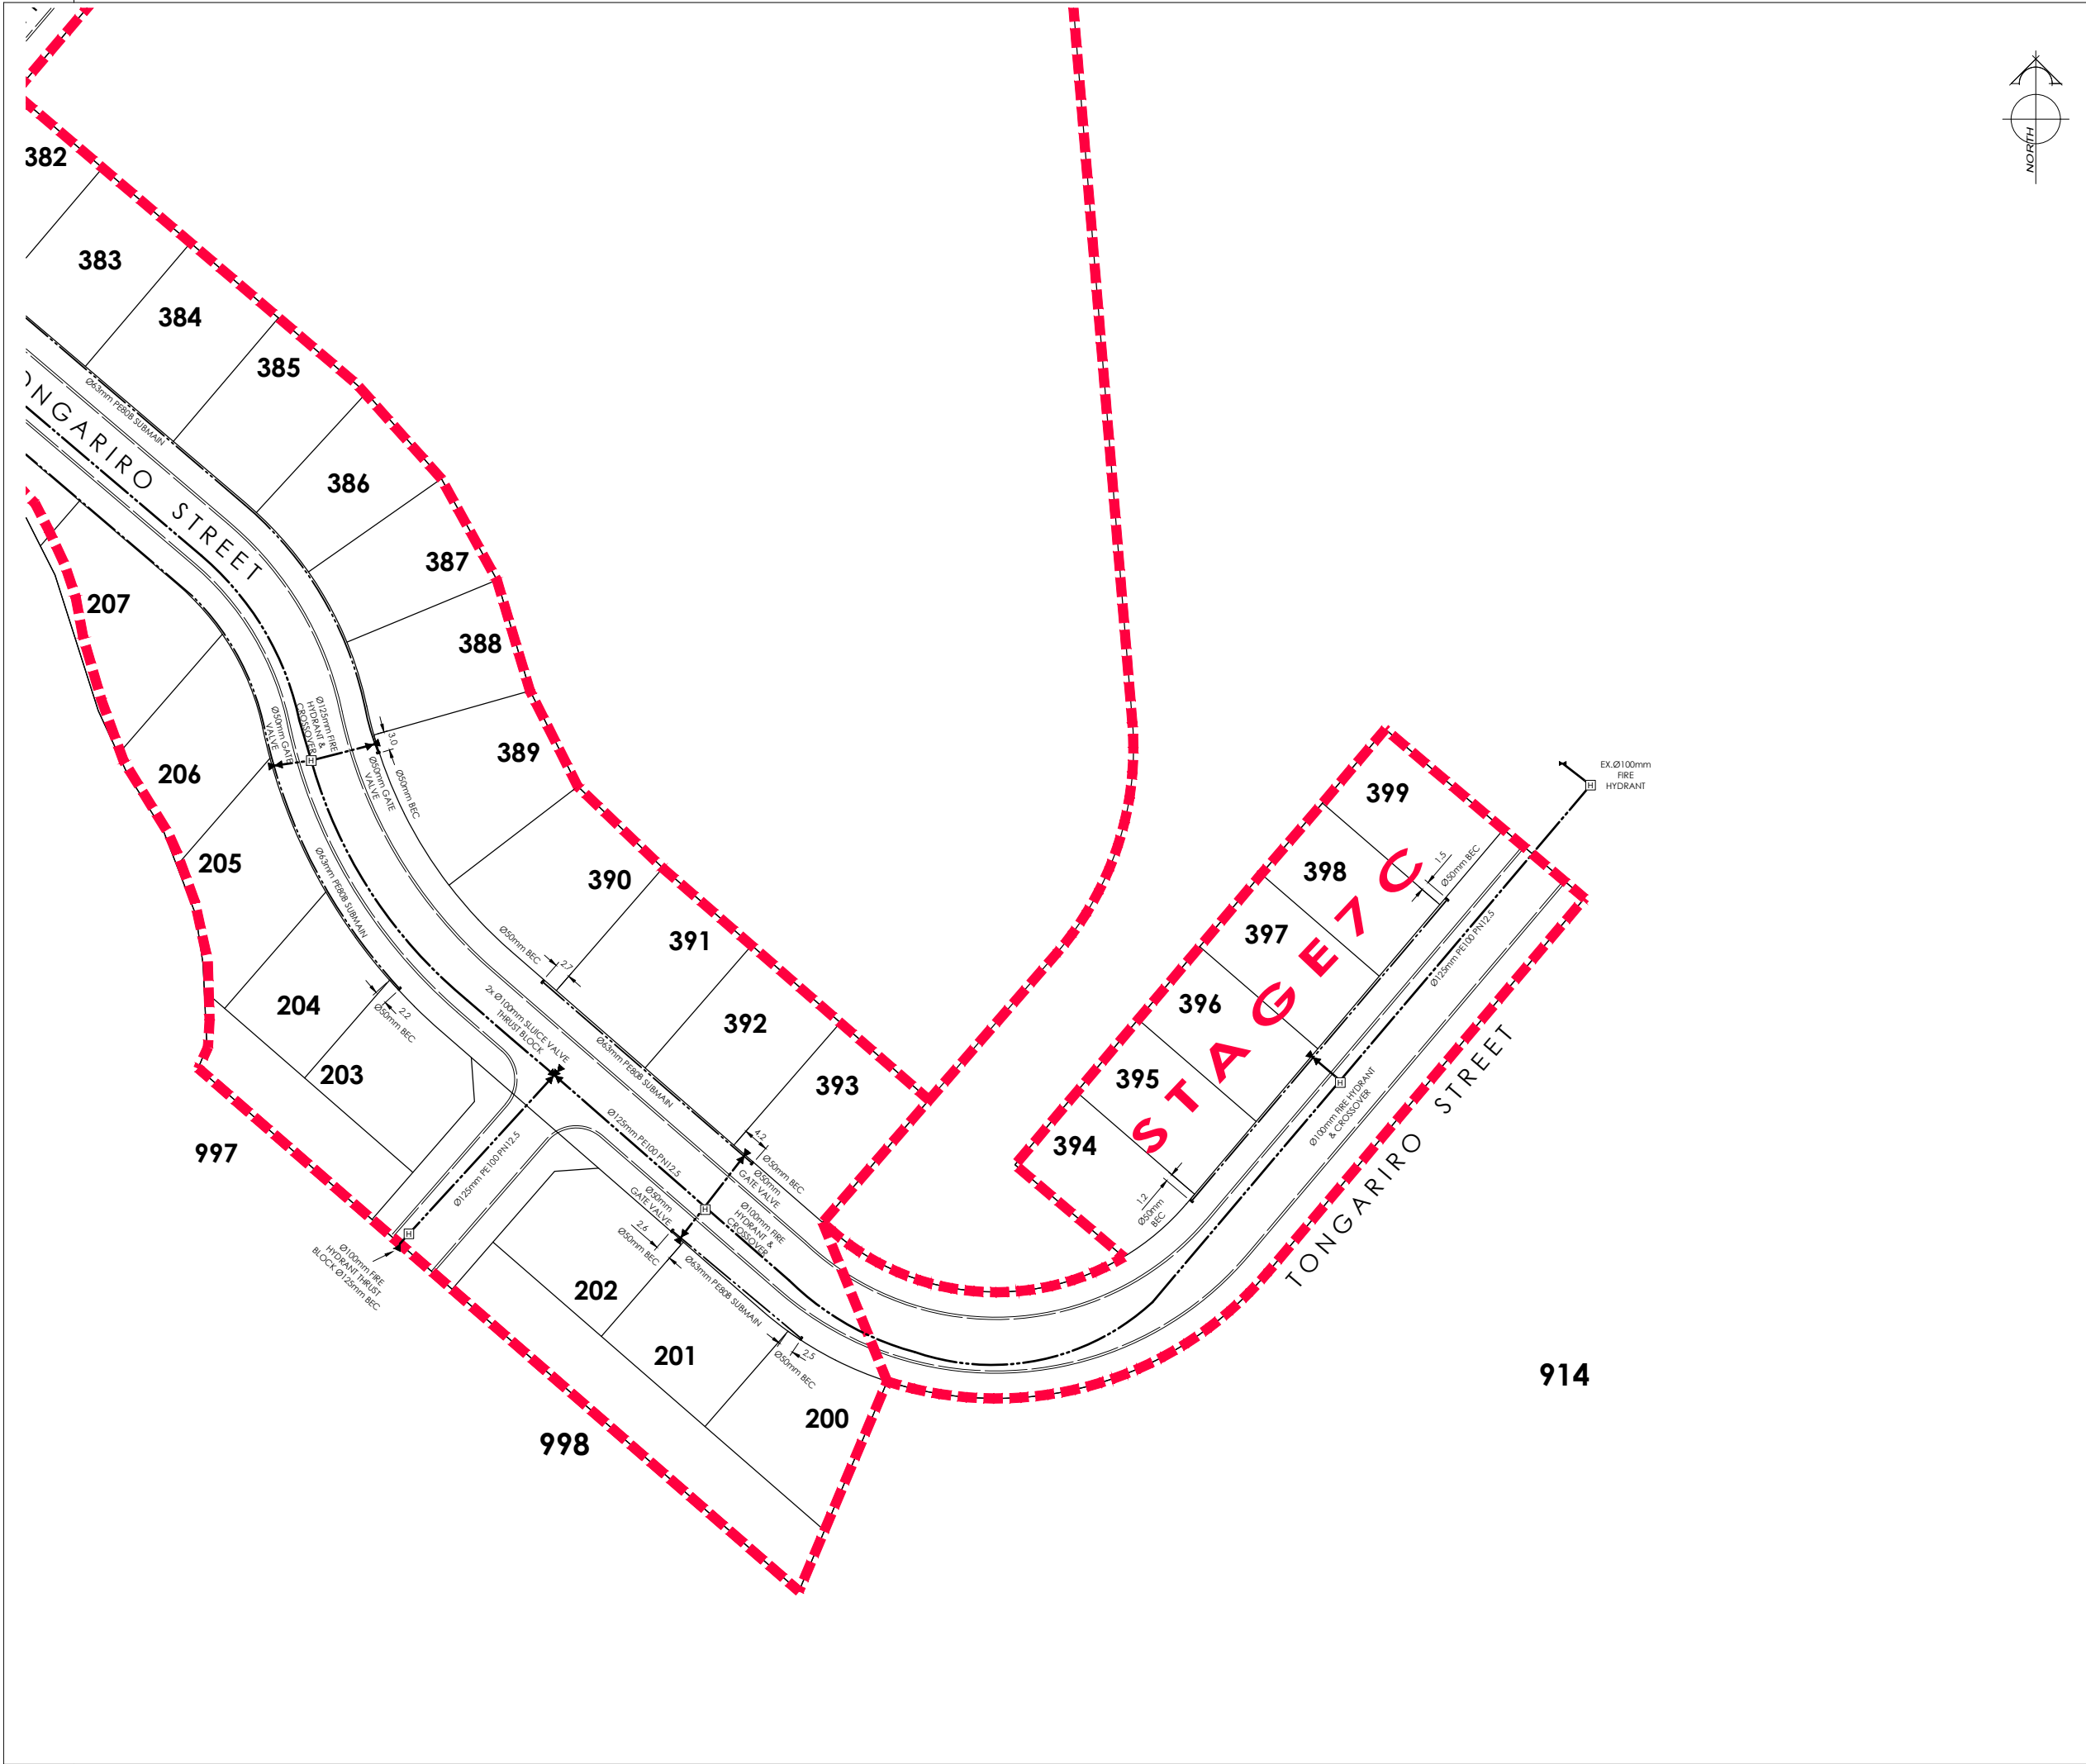 NORTH
382
383
384
385
386
387
388
389
390
391
392
393
Ø63mm PE80B SUBMAIN
ONGARIRO STREET
207
206
205
204
203
997
Ø50mm GATE
VALVE
Ø125mm FIRE
HYDRANT &
CROSSOVER
H
3.0
Ø50mm GATE
VALVE
Ø50mm BEC
Ø63mm PE80B SUBMAIN
2.2
Ø50mm BEC
Ø50mm BEC
2.7
2x Ø100mm SLUICE VALVE
THRUST BLOCK
Ø63mm PE80B SUBMAIN
Ø125mm PE100 PN12.5
Ø125mm PE100 PN12.5
4.2
Ø50mm BEC
Ø50mm
GATE VALVE
H
Ø100mm FIRE
HYDRANT &
CROSSOVER
Ø50mm
GATE VALVE
2.6
Ø50mm BEC
H
Ø100mm FIRE
HYDRANT THRUST
BLOCK Ø125mm BEC
Ø63mm PE80B SUBMAIN
2.5
Ø50mm BEC
202
201
200
998
399
398
397
396
395
394
STAGE 7C
EX.Ø100mm
FIRE
HYDRANT
H
1.5
Ø50mm BEC
Ø125mm PE100 PN12.5
H
Ø100mm FIRE HYDRANT
& CROSSOVER
1.2
Ø50mm
BEC
TONGARIRO STREET
914